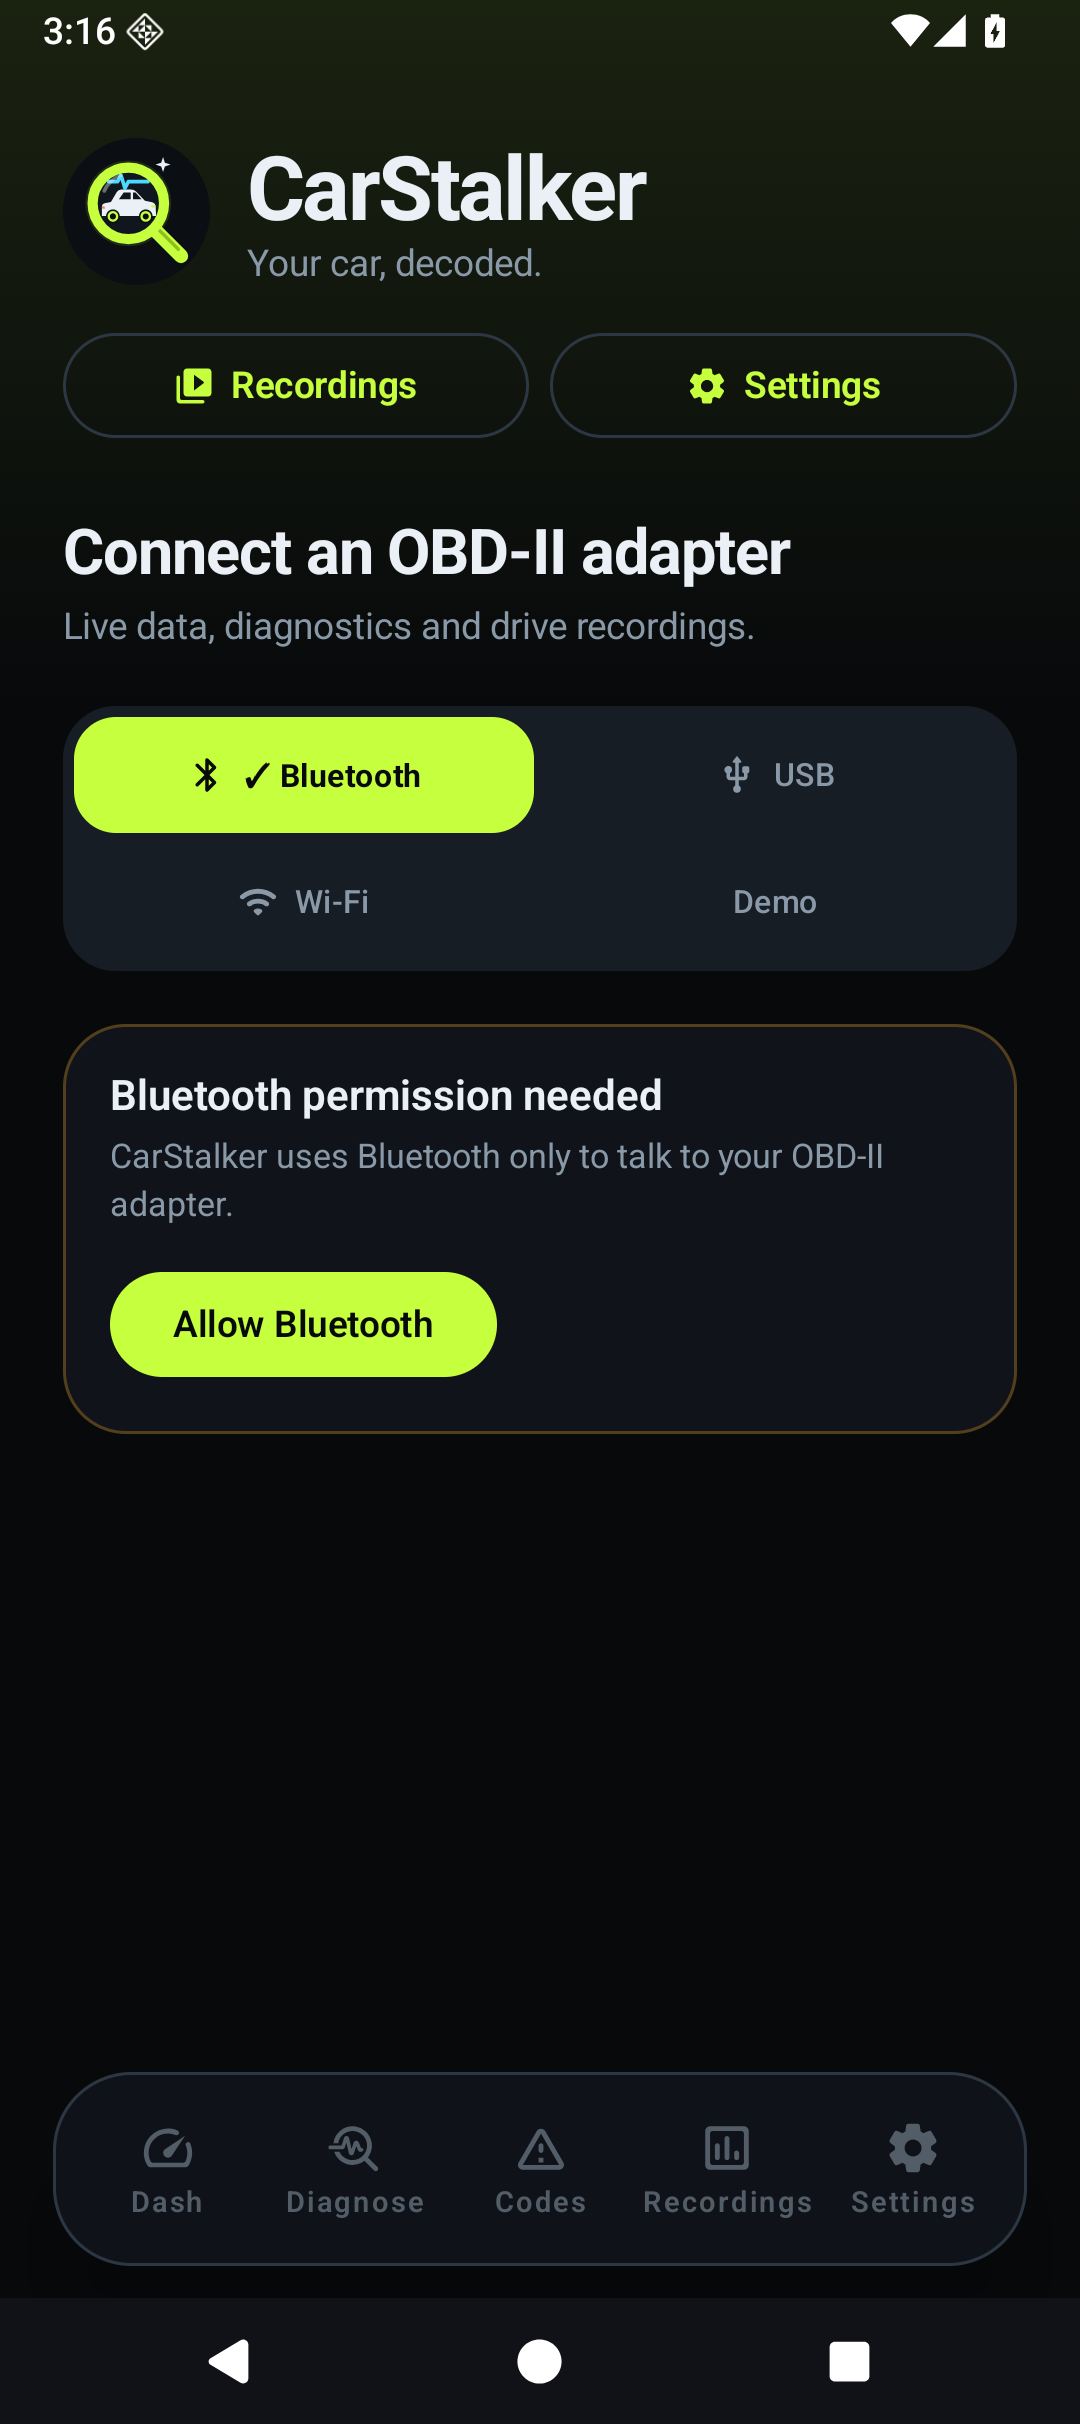 3:16
CarStalker
Your car, decoded.
Recordings
Settings
Connect an OBD-II adapter
Live data, diagnostics and drive recordings.
✓ Bluetooth
USB
Wi-Fi
Demo
Bluetooth permission needed
CarStalker uses Bluetooth only to talk to your OBD-II
adapter.
Allow Bluetooth
Dash
Diagnose
Codes
Recordings
Settings